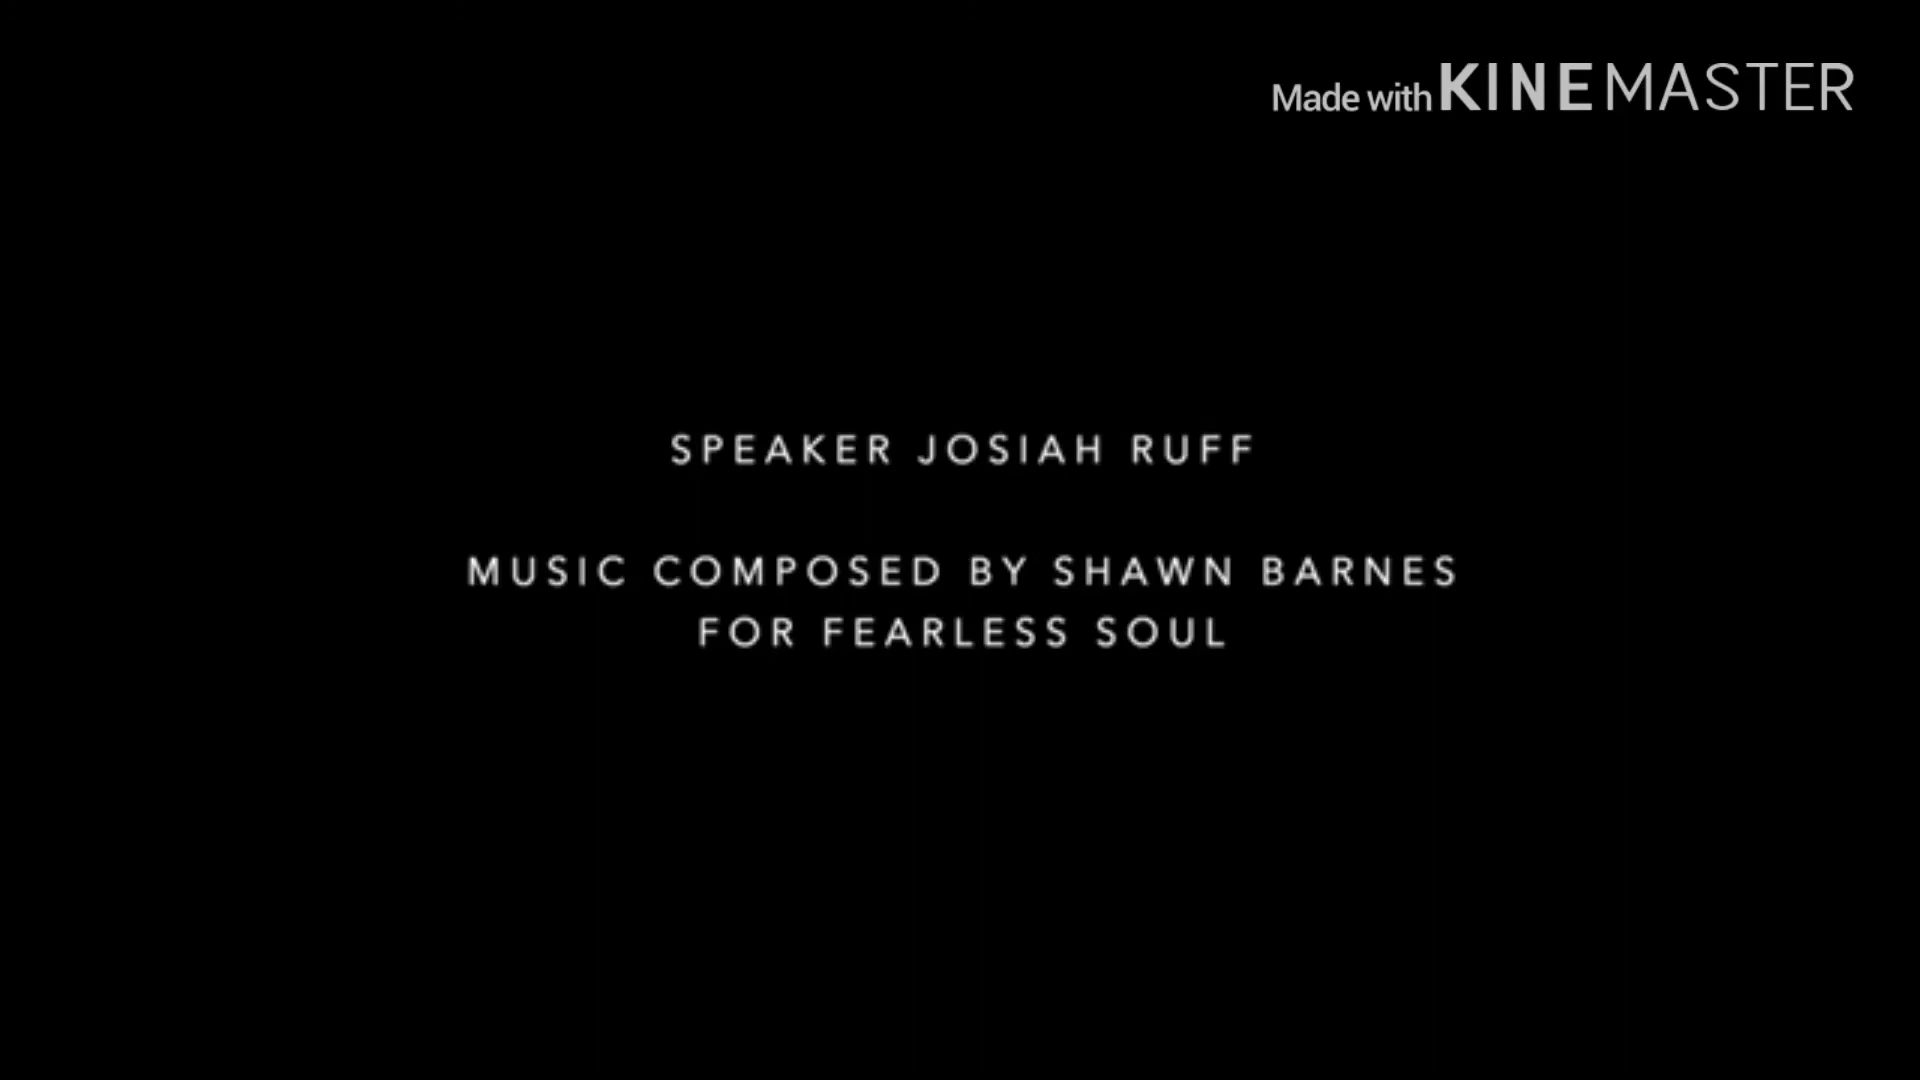 Made with KINEMASTER
SPEAKER JOSIAH RUFF
MUSIC COMPOSED BY SHAWN BARNES
FOR FEARLESS SOUL